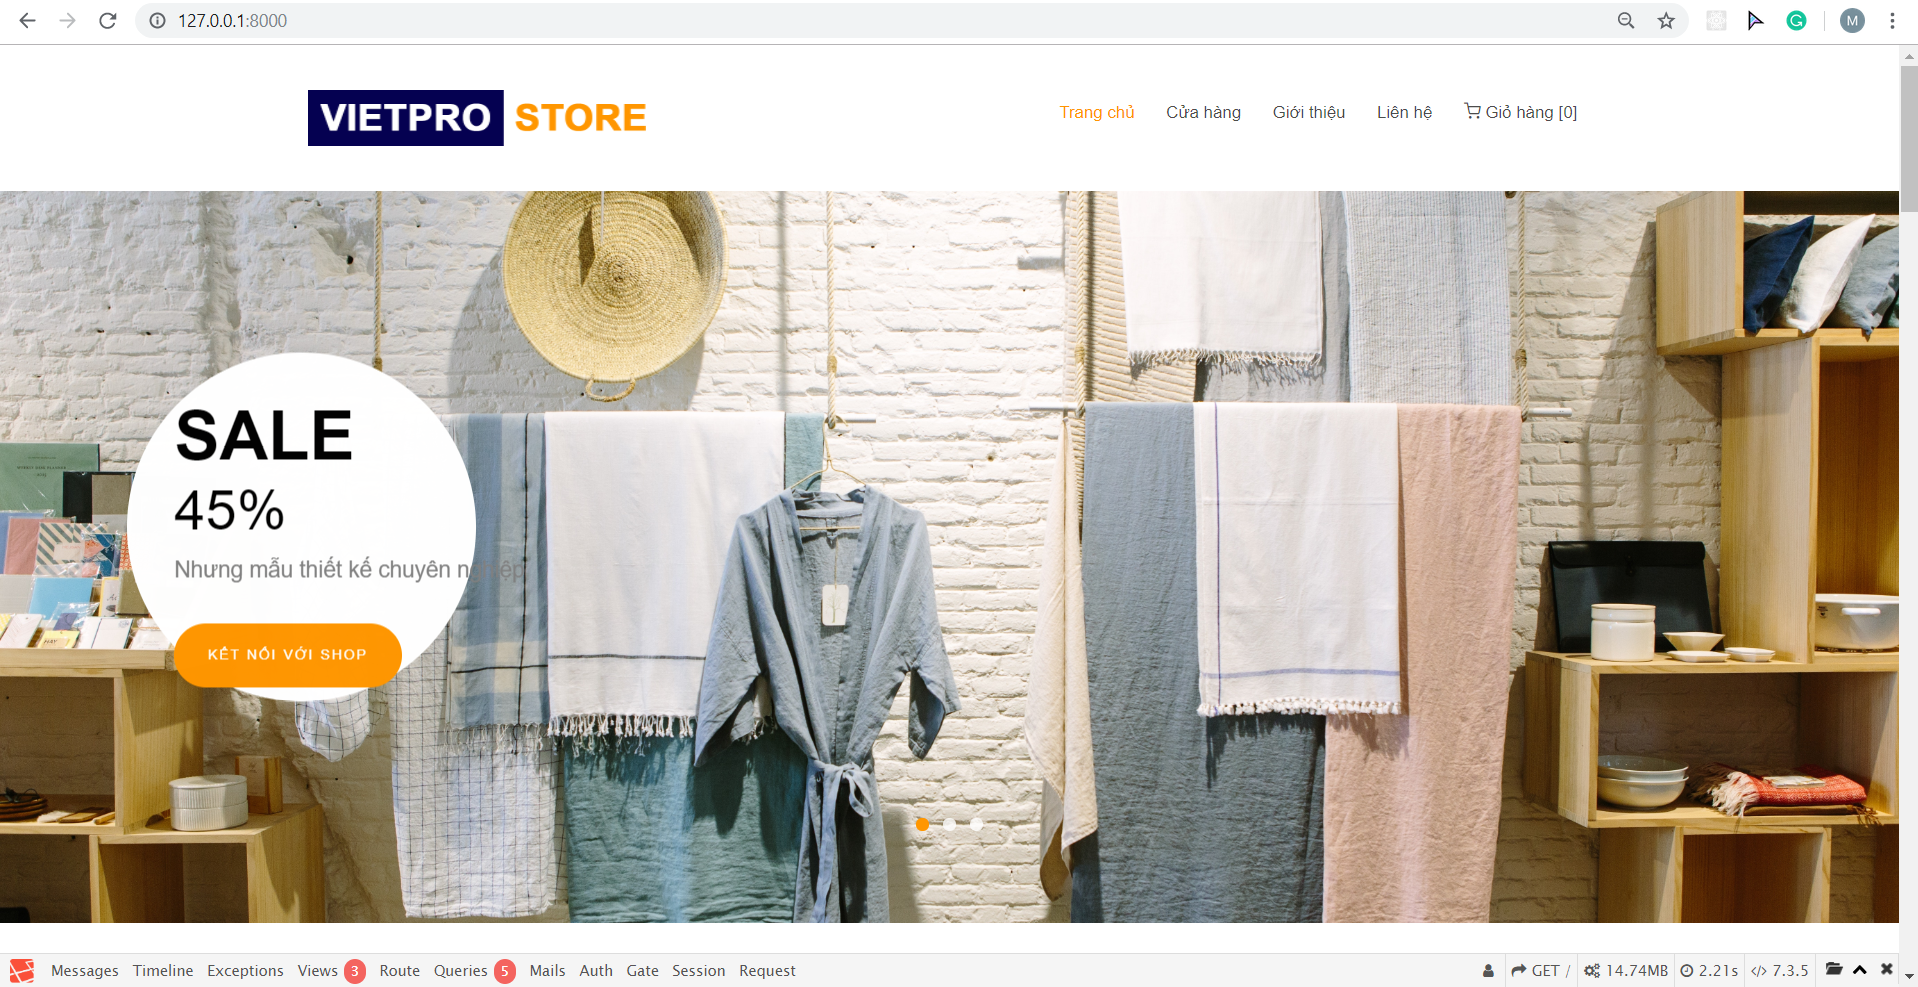 127.0.0.1:8000
M
VIETPRO STORE
Trang chủ Cửa hàng Giới thiệu Liên hệ Giỏ hàng [0]
SALE
45%
Nhưng mẫu thiết kế chuyên nghiệp
KẾT NỐI VỚI SHOP
Messages Timeline Exceptions Views 3 Route Queries 5 Mails Auth Gate Session Request GET / 14.74MB 2.21s 7.3.5